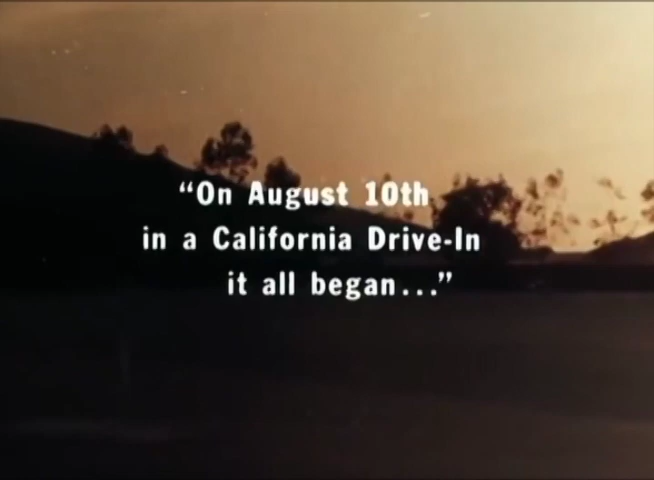 “On August 10th
in a California Drive-In
it all began...”